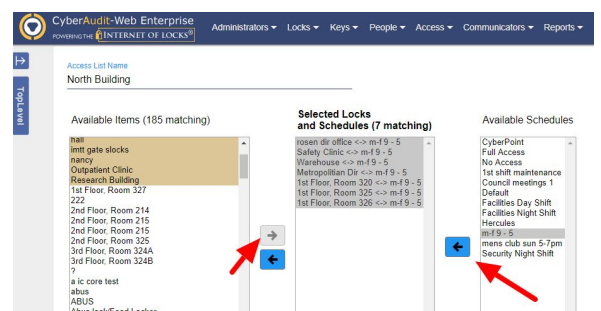 CyberAudit-Web Enterprise
POWERING THE INTERNET OF LOCKS®
Administrators Locks Keys People Access Communicators Reports
TopLevel
Access List Name
North Building
Available Items (185 matching)
hall
imtt gate slocks
nancy
Outpatient Clinic
Research Building
1st Floor, Room 327
222
2nd Floor, Room 214
2nd Floor, Room 215
2nd Floor, Room 215
2nd Floor, Room 325
3rd Floor, Room 324A
3rd Floor, Room 324B
?
a ic core test
abus
ABUS
Selected Locks
and Schedules (7 matching)
rosen dir office <-> m-f 9 - 5
Safety Clinic <-> m-f 9 - 5
Warehouse <-> m-f 9 - 5
Metropolitian Dir <-> m-f 9 - 5
1st Floor, Room 320 <-> m-f 9 - 5
1st Floor, Room 325 <-> m-f 9 - 5
1st Floor, Room 326 <-> m-f 9 - 5
Available Schedules
CyberPoint
Full Access
No Access
1st shift maintenance
Council meetings 1
Default
Facilities Day Shift
Facilities Night Shift
Hercules
m-f 9 - 5
mens club sun 5-7pm
Security Night Shift